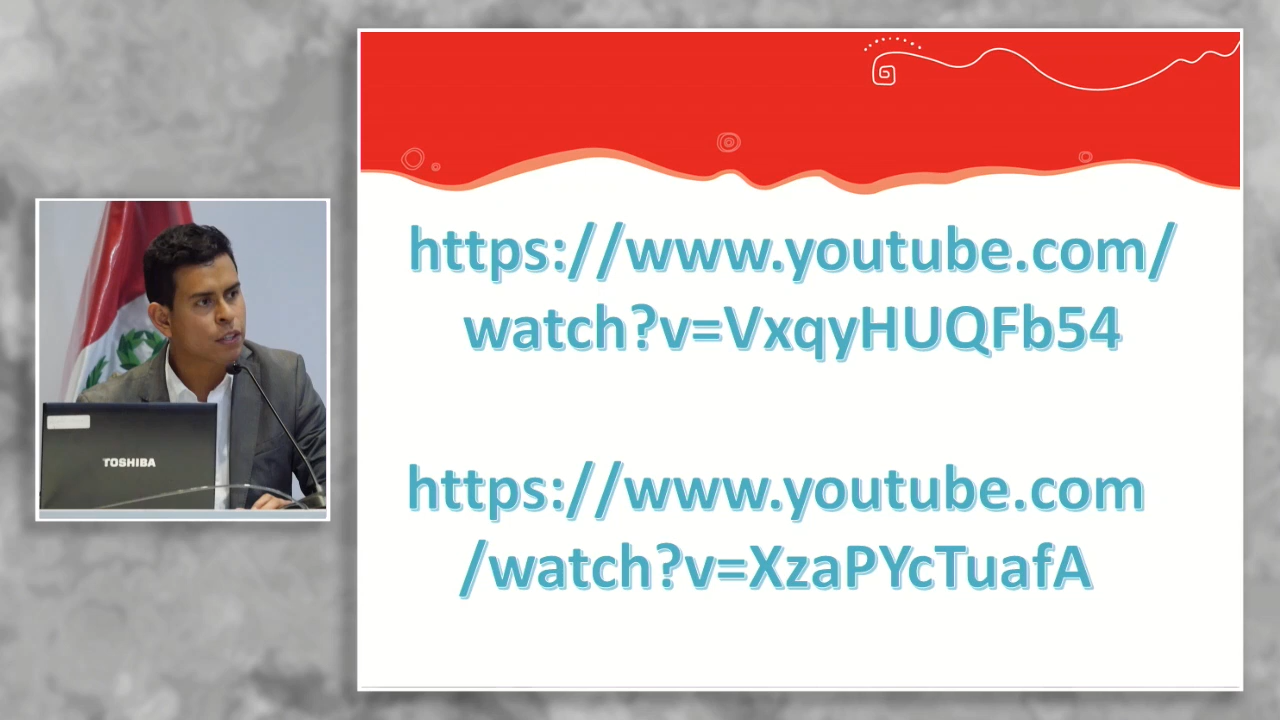 https://www.youtube.com/
watch?v=VxqyHUQFb54
https://www.youtube.com
/watch?v=XzaPYcTuafA
TOSHIBA